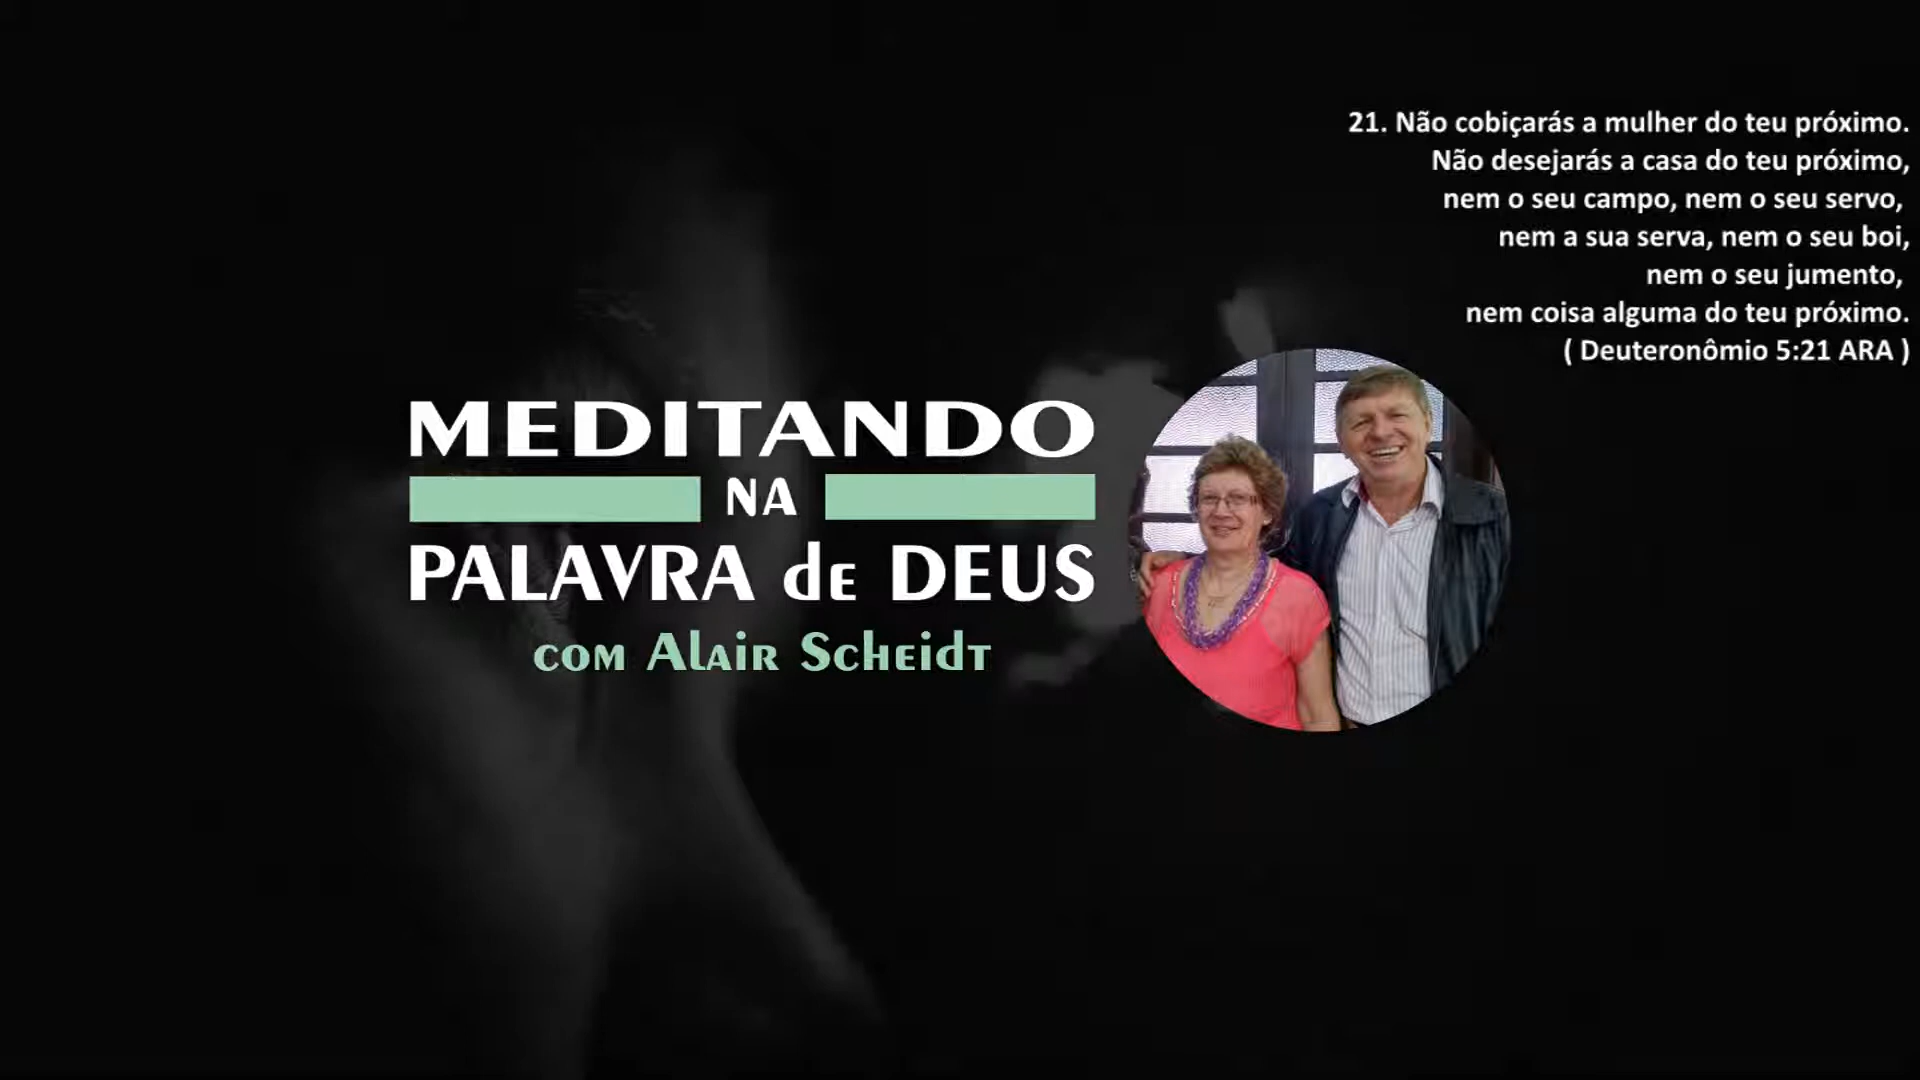 21. Não cobiçarás a mulher do teu próximo.
Não desejarás a casa do teu próximo,
nem o seu campo, nem o seu servo,
nem a sua serva, nem o seu boi,
nem o seu jumento,
nem coisa alguma do teu próximo.
( Deuteronômio 5:21 ARA )
MEDITANDO
NA
PALAVRA de DEUS
com Alair Scheidt